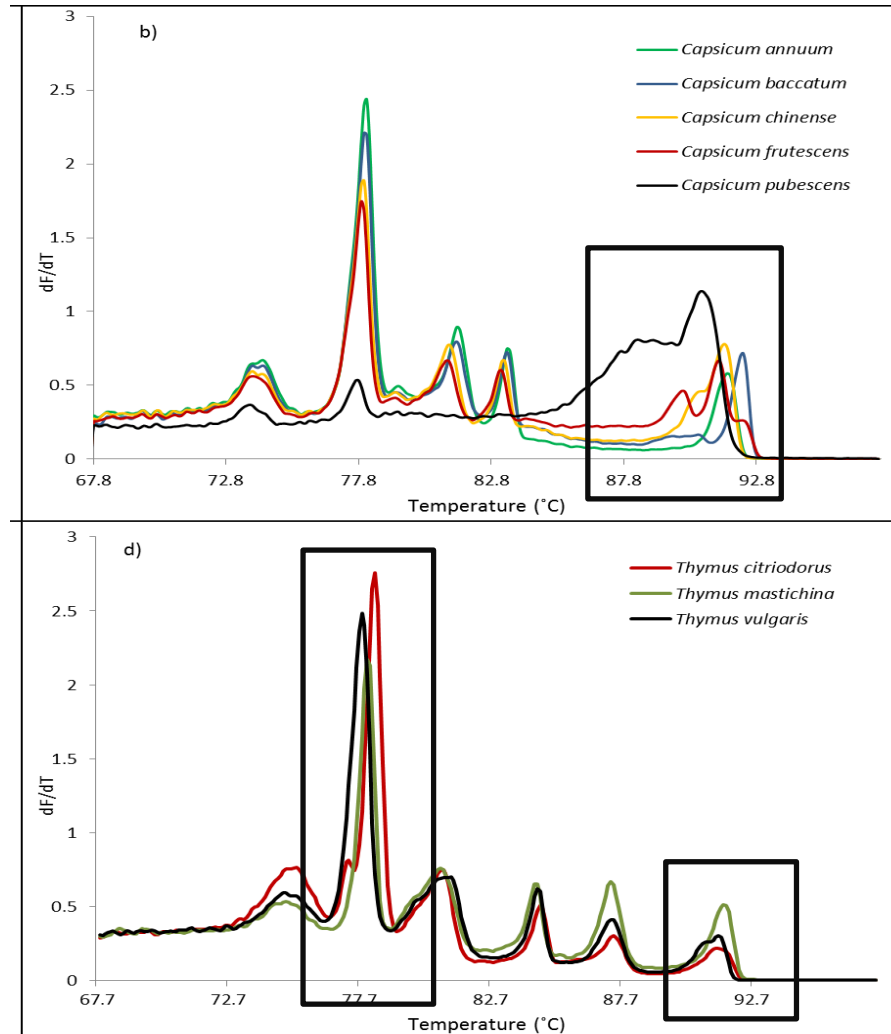 b)
3
2.5
2
1.5
1
0.5
0
dF/dT
Capsicum annuum
Capsicum baccatum
Capsicum chinense
Capsicum frutescens
Capsicum pubescens
67.8 72.8 77.8 82.8 87.8 92.8
Temperature (˚C)
d)
3
2.5
2
1.5
1
0.5
0
dF/dT
Thymus citriodorus
Thymus mastichina
Thymus vulgaris
67.7 72.7 77.7 82.7 87.7 92.7
Temperature (˚C)